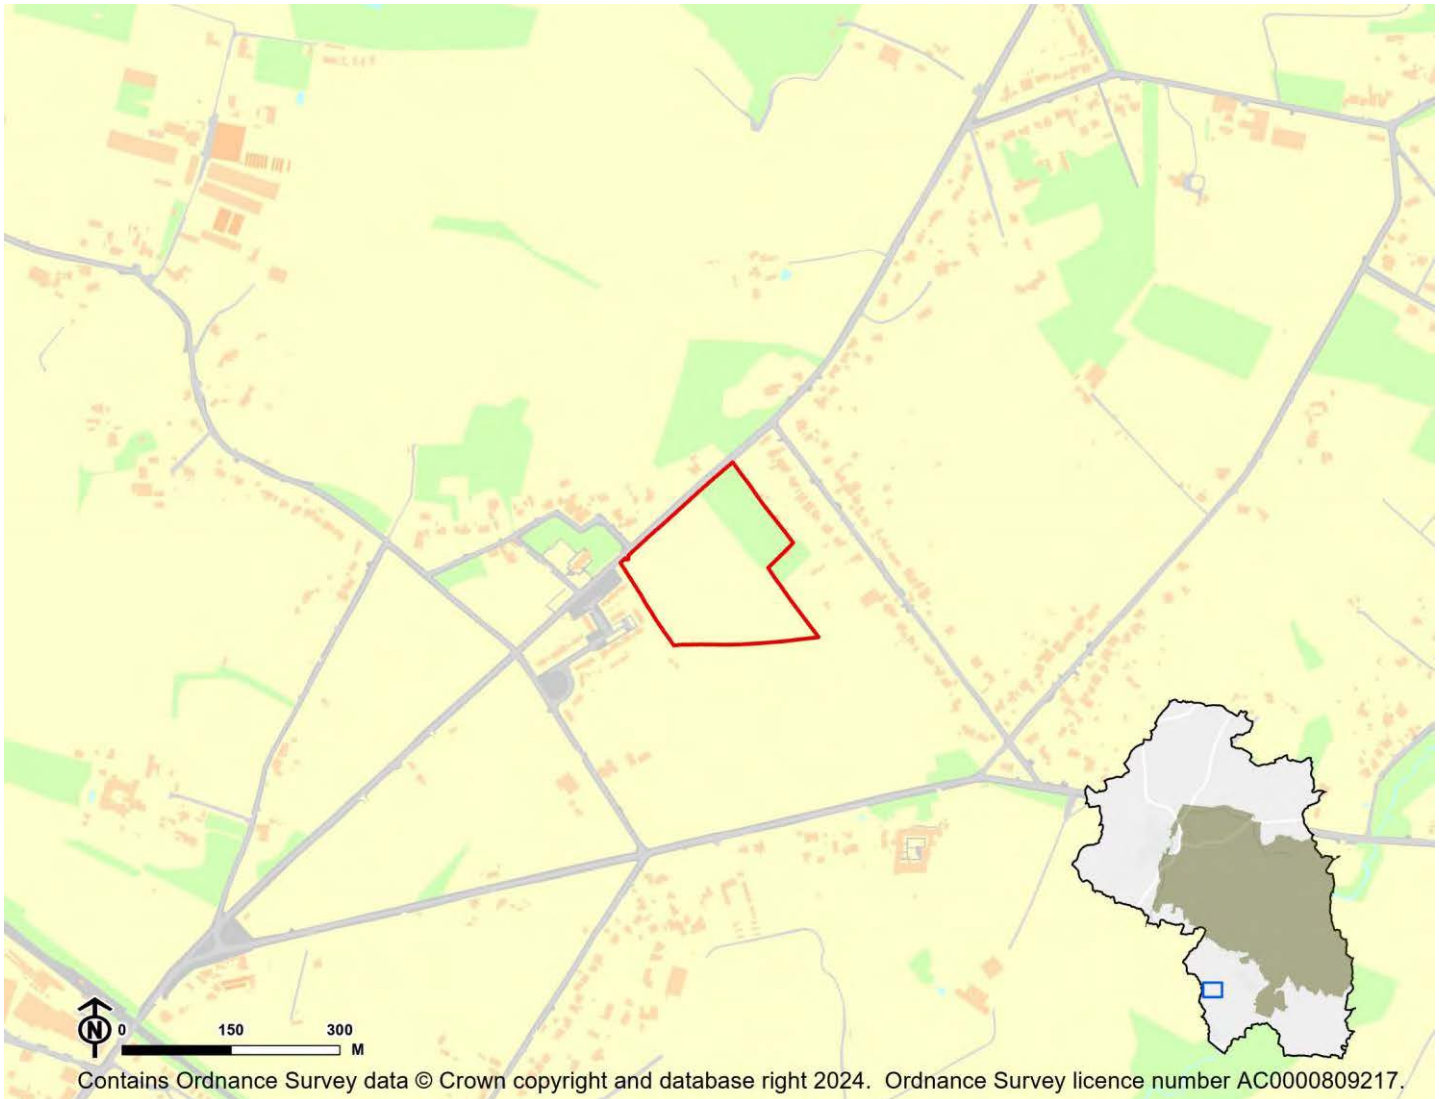 N
0 150 300
M
Contains Ordnance Survey data © Crown copyright and database right 2024. Ordnance Survey licence number AC0000809217.